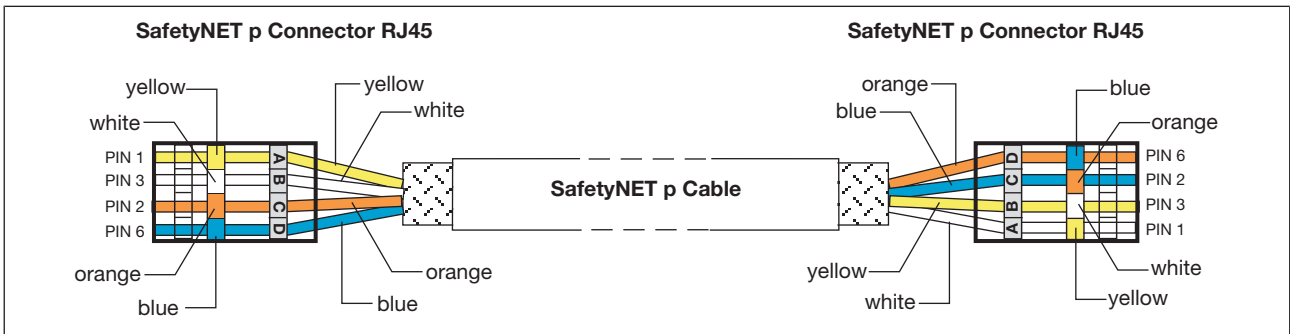 SafetyNET p Connector RJ45
SafetyNET p Connector RJ45
yellow
yellow
white
white
PIN 1
PIN 3
PIN 2
PIN 6
A
B
C
D
orange
blue
orange
blue
SafetyNET p Cable
orange
blue
blue
orange
D
C
B
A
PIN 6
PIN 2
PIN 3
PIN 1
yellow
white
white
yellow